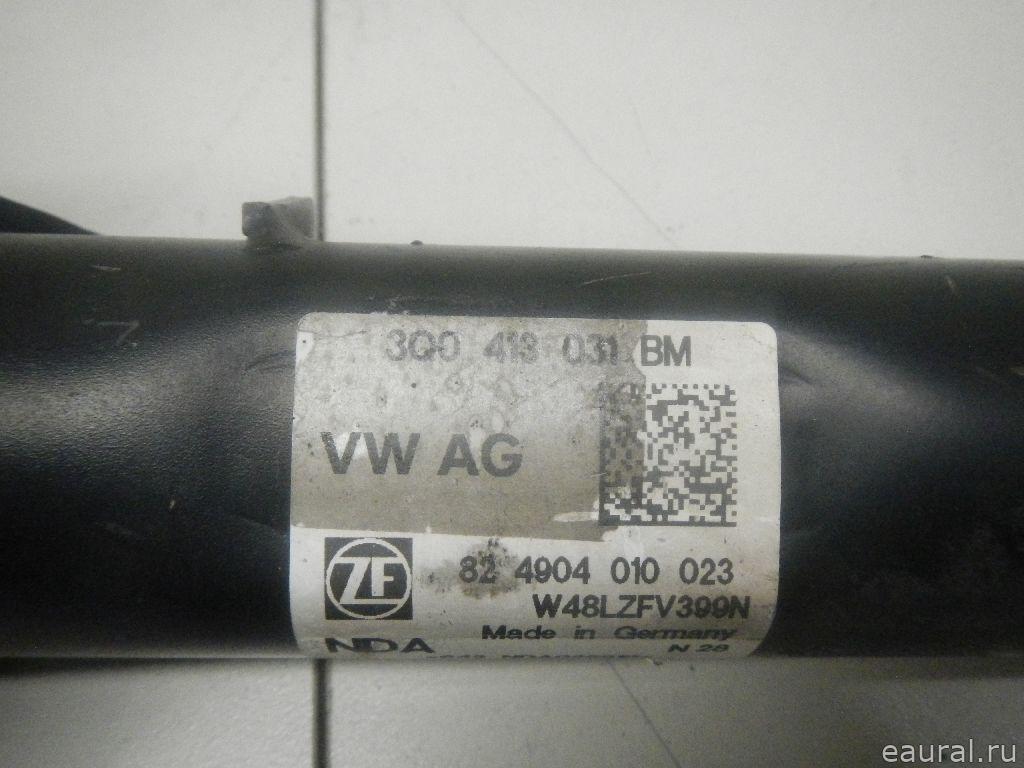 3Q0 413 031 BM
VW AG
ZF
82 4904 010 023
W48LZFV399N
Made in Germany
NDA
N 28
eaural.ru